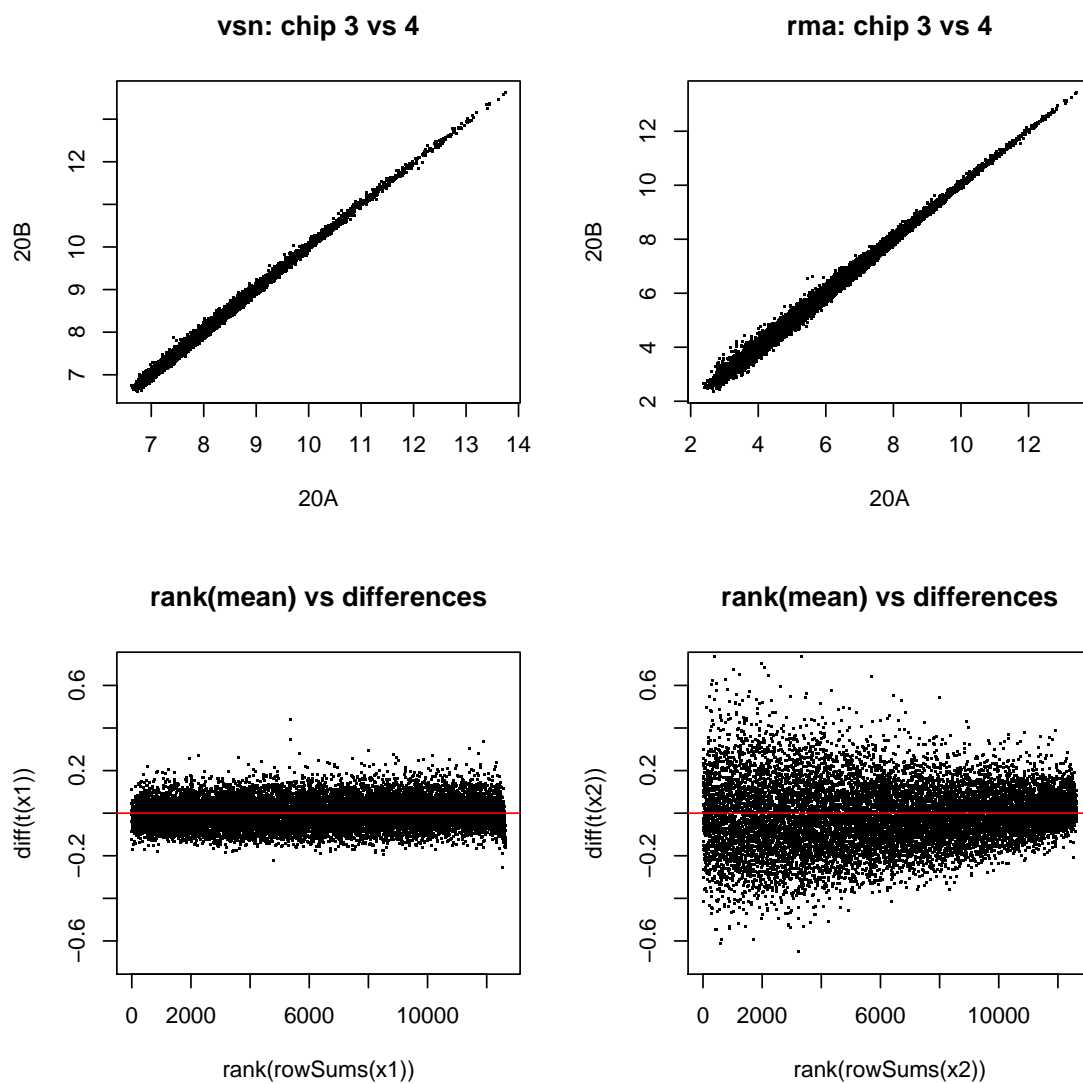 vsn: chip 3 vs 4
20B
12
10
9
8
7
7 8 9 10 11 12 13 14
20A
rma: chip 3 vs 4
20B
12
10
8
6
4
2
2 4 6 8 10 12
20A
rank(mean) vs differences
diff(t(x1))
0.6
0.2
−0.2
−0.6
0 2000 6000 10000
rank(rowSums(x1))
rank(mean) vs differences
diff(t(x2))
0.6
0.2
−0.2
−0.6
0 2000 6000 10000
rank(rowSums(x2))